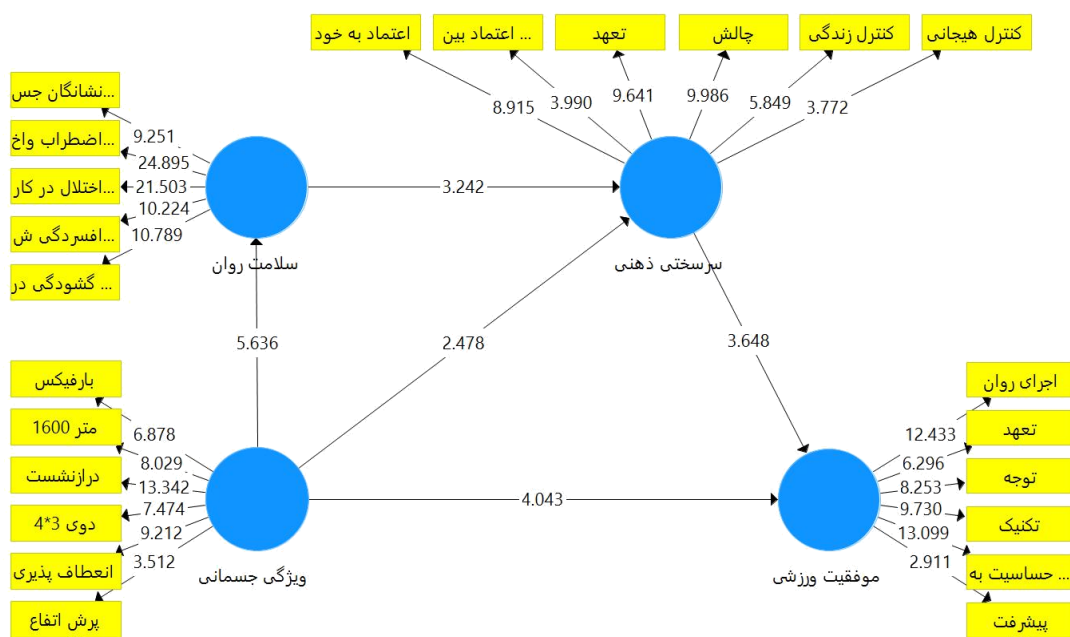 اعتماد به خود
اعتماد بین ...
تعهد
چالش
کنترل زندگی
کنترل هیجانی
8.915
3.990
9.641
9.986
5.849
3.772
نشانگان جس...
اضطراب واخ...
اختلال در کار...
افسردگی ش...
گشودگی در ...
9.251
24.895
21.503
10.224
10.789
سلامت روان
3.242
سرسختی ذهنی
5.636
2.478
3.648
بارفیکس
1600 متر
درازنشست
دوی 3*4
انعطاف پذیری
پرش اتفاع
6.878
8.029
13.342
7.474
9.212
3.512
ویژگی جسمانی
4.043
موفقیت ورزشی
12.433
6.296
8.253
9.730
13.099
2.911
اجرای روان
تعهد
توجه
تکنیک
حساسیت به ...
پیشرفت